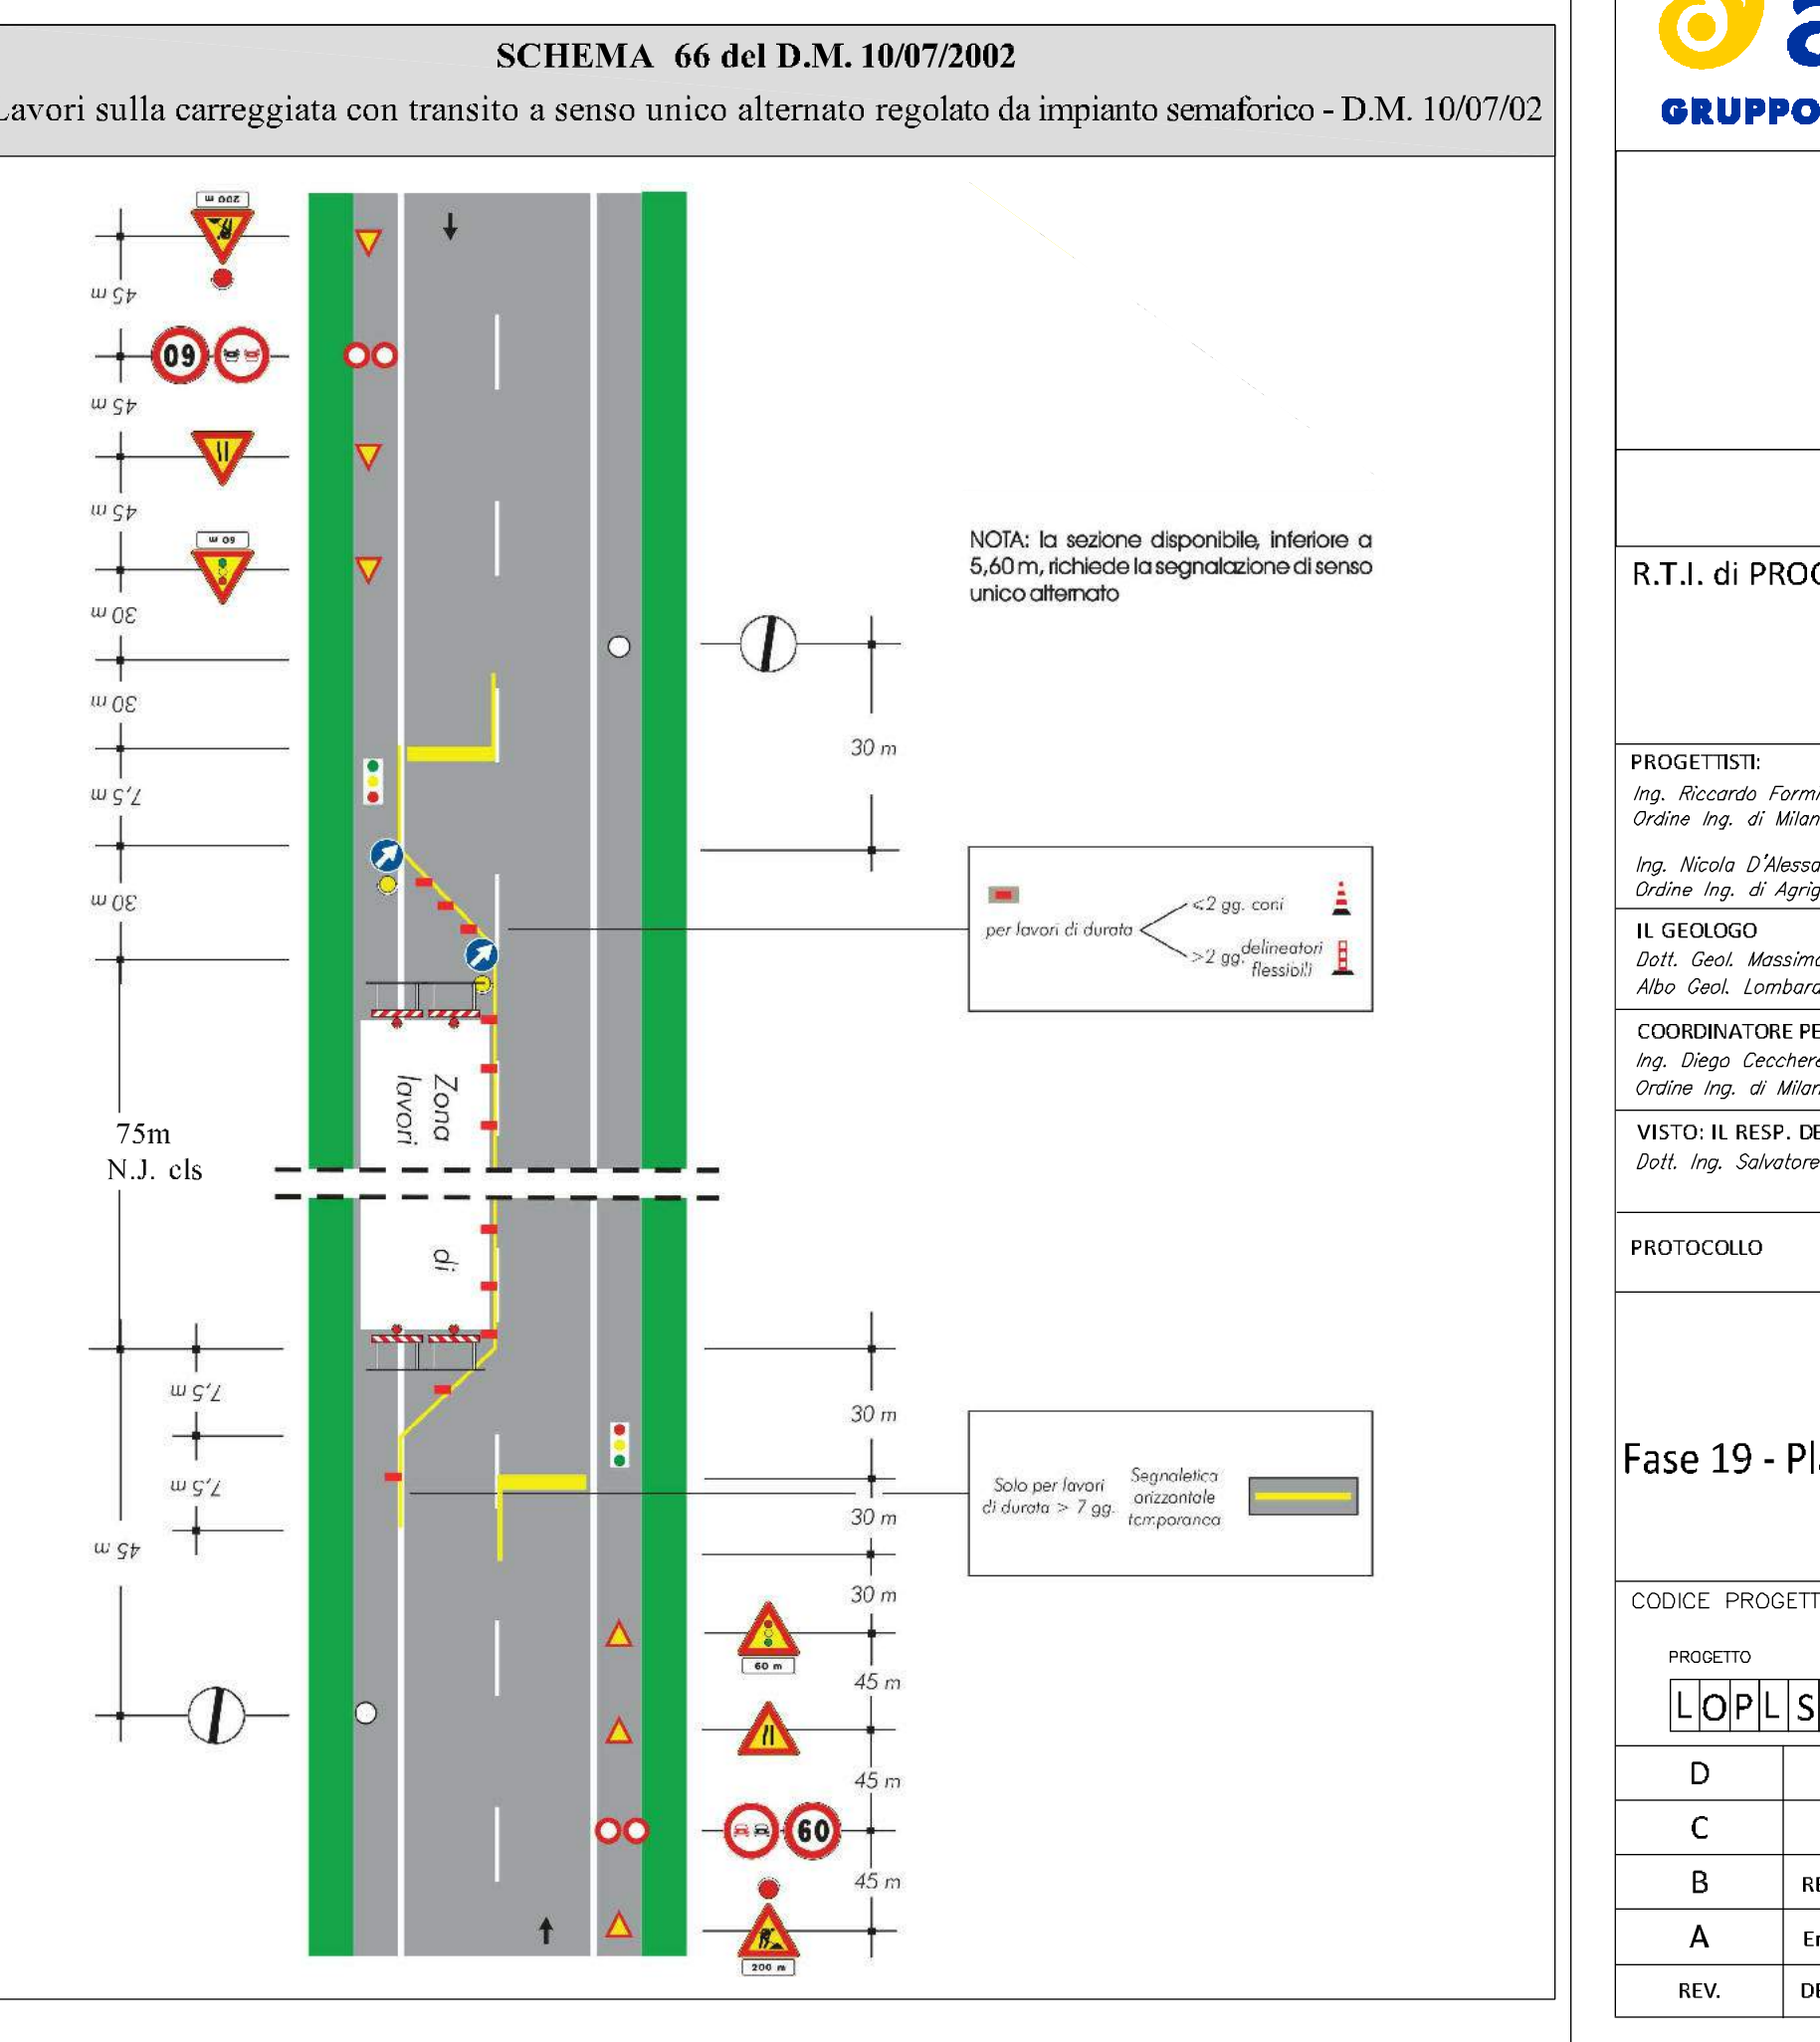 SCHEMA 66 del D.M. 10/07/2002
Lavori sulla carreggiata con transito a senso unico alternato regolato da impianto semaforico - D.M. 10/07/02
200 m
45 m
60
45 m
45 m
60 m
30 m
30 m
7,5 m
30 m
75m
N.J. cls
7,5 m
7,5 m
45 m
Zona
lavori
di
NOTA: la sezione disponibile, inferiore a
5,60 m, richiede la segnalazione di senso
unico alternato
30 m
per lavori di durata
<2 gg. coni
>2 gg. delineatori
flessibili
30 m
Solo per lavori
di durata > 7 gg.
Segnaletica
orizzontale
temporanea
30 m
30 m
60 m
45 m
45 m
60
45 m
200 m
a
GRUPPO
R.T.I. di PROG
PROGETTISTI:
Ing. Riccardo Formi
Ordine Ing. di Milan
Ing. Nicola D'Alessa
Ordine Ing. di Agrig
IL GEOLOGO
Dott. Geol. Massimo
Albo Geol. Lombard
COORDINATORE PE
Ing. Diego Ceccher
Ordine Ing. di Milan
VISTO: IL RESP. DE
Dott. Ing. Salvatore
PROTOCOLLO
Fase 19 - Pl
CODICE PROGETT
PROGETTO
LOPLS
D
C
B RE
A E
REV. DE